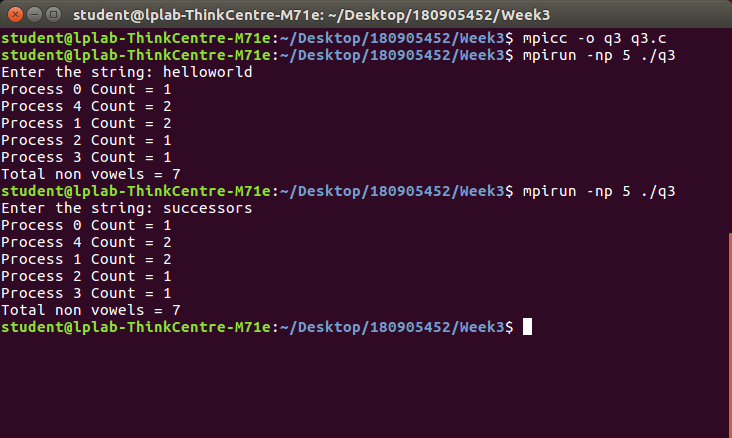 student@lplab-ThinkCentre-M71e: ~/Desktop/180905452/Week3
student@lplab-ThinkCentre-M71e:~/Desktop/180905452/Week3$ mpicc -o q3 q3.c
student@lplab-ThinkCentre-M71e:~/Desktop/180905452/Week3$ mpirun -np 5 ./q3
Enter the string: helloworld
Process 0 Count = 1
Process 4 Count = 2
Process 1 Count = 2
Process 2 Count = 1
Process 3 Count = 1
Total non vowels = 7
student@lplab-ThinkCentre-M71e:~/Desktop/180905452/Week3$ mpirun -np 5 ./q3
Enter the string: successors
Process 0 Count = 1
Process 4 Count = 2
Process 1 Count = 2
Process 2 Count = 1
Process 3 Count = 1
Total non vowels = 7
student@lplab-ThinkCentre-M71e:~/Desktop/180905452/Week3$